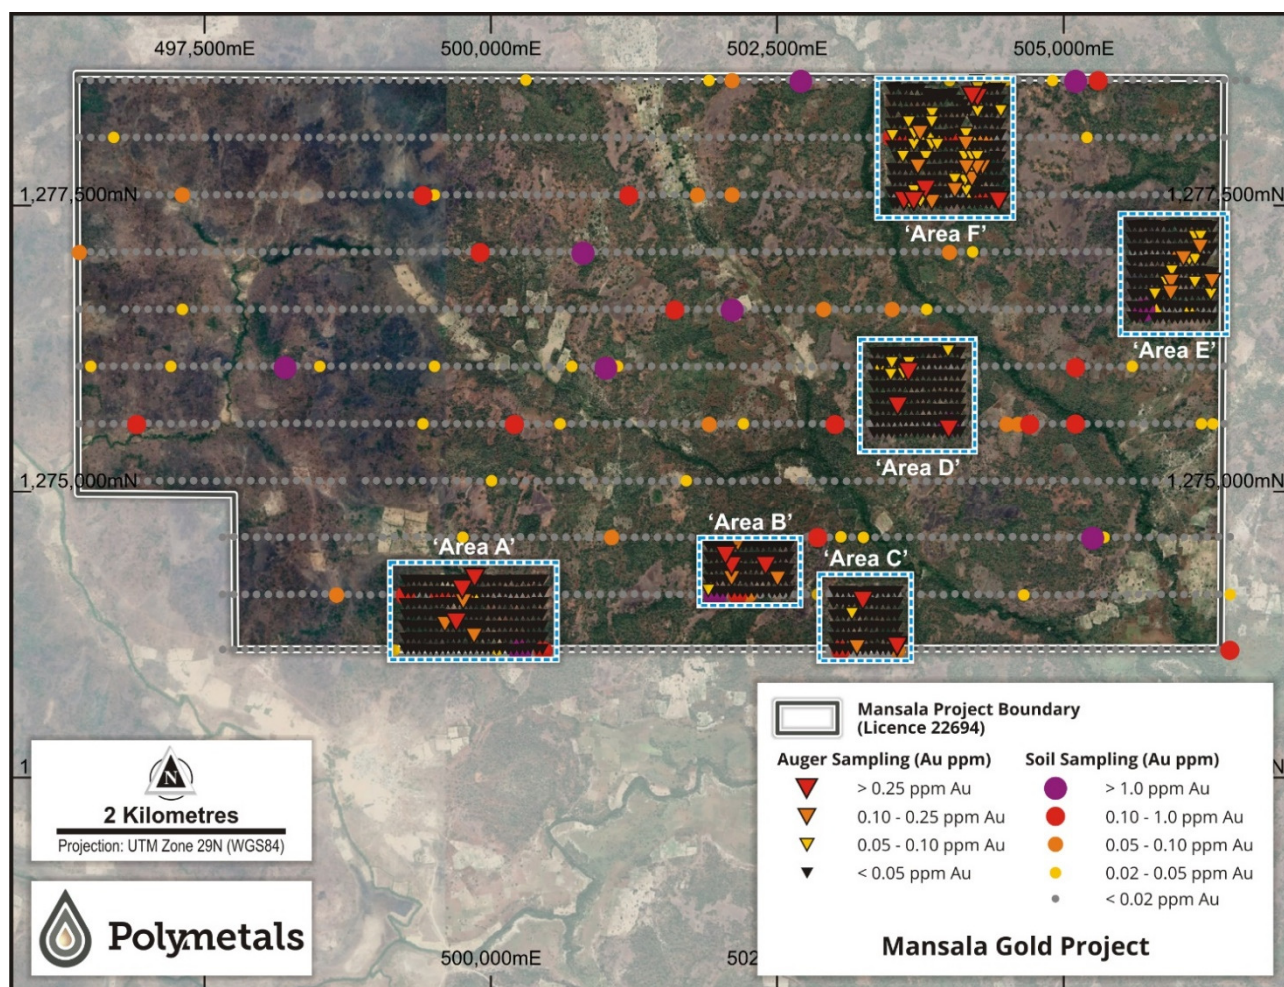 497,500mE 500,000mE 502,500mE 505,000mE
1,277,500mN 1,277,500mN
'Area F'
'Area E'
'Area D'
1,275,000mN 1,275,000mN
'Area B'
'Area A' 'Area C'
Mansala Project Boundary
(Licence 22694)
Auger Sampling (Au ppm) Soil Sampling (Au ppm)
> 0.25 ppm Au > 1.0 ppm Au
0.10 - 0.25 ppm Au 0.10 - 1.0 ppm Au
0.05 - 0.10 ppm Au 0.05 - 0.10 ppm Au
< 0.05 ppm Au 0.02 - 0.05 ppm Au
< 0.02 ppm Au
Mansala Gold Project
N
2 Kilometres
Projection: UTM Zone 29N (WGS84)
Polymetals
500,000mE